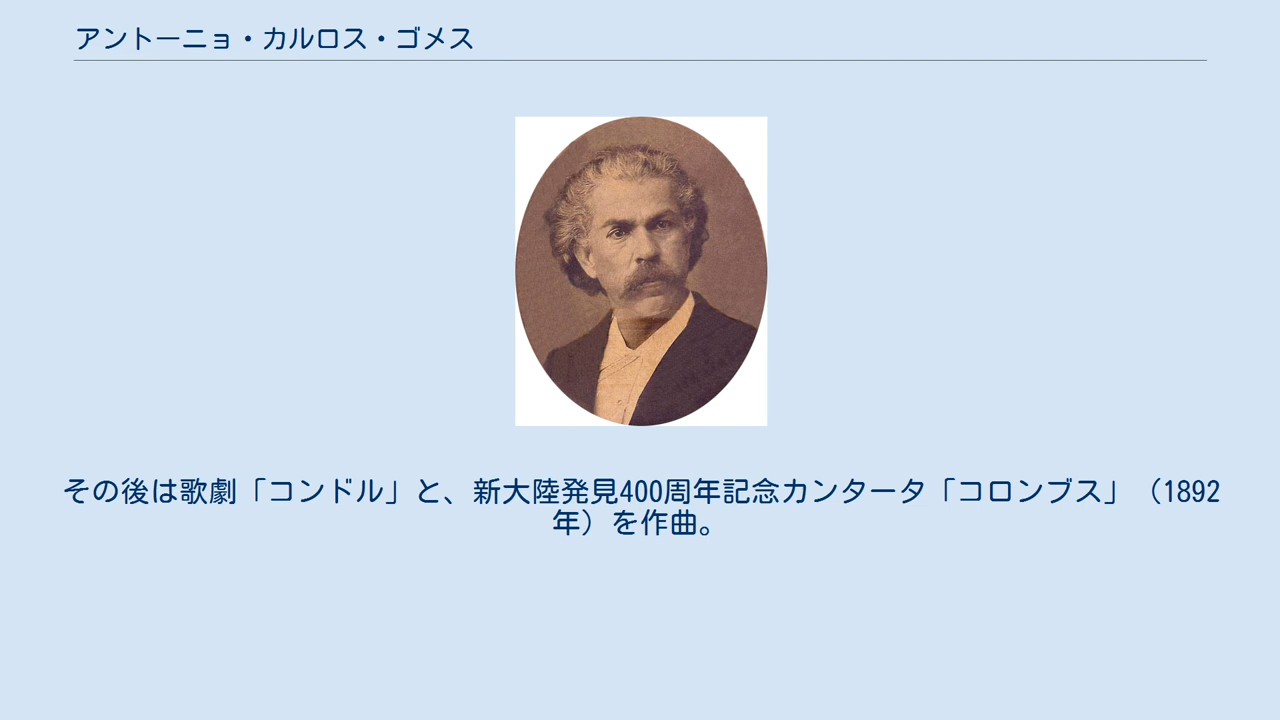 アントーニョ・カルロス・ゴメス
その後は歌劇「コンドル」と、新大陸発見400周年記念カンタータ「コロンブス」（1892
年）を作曲。